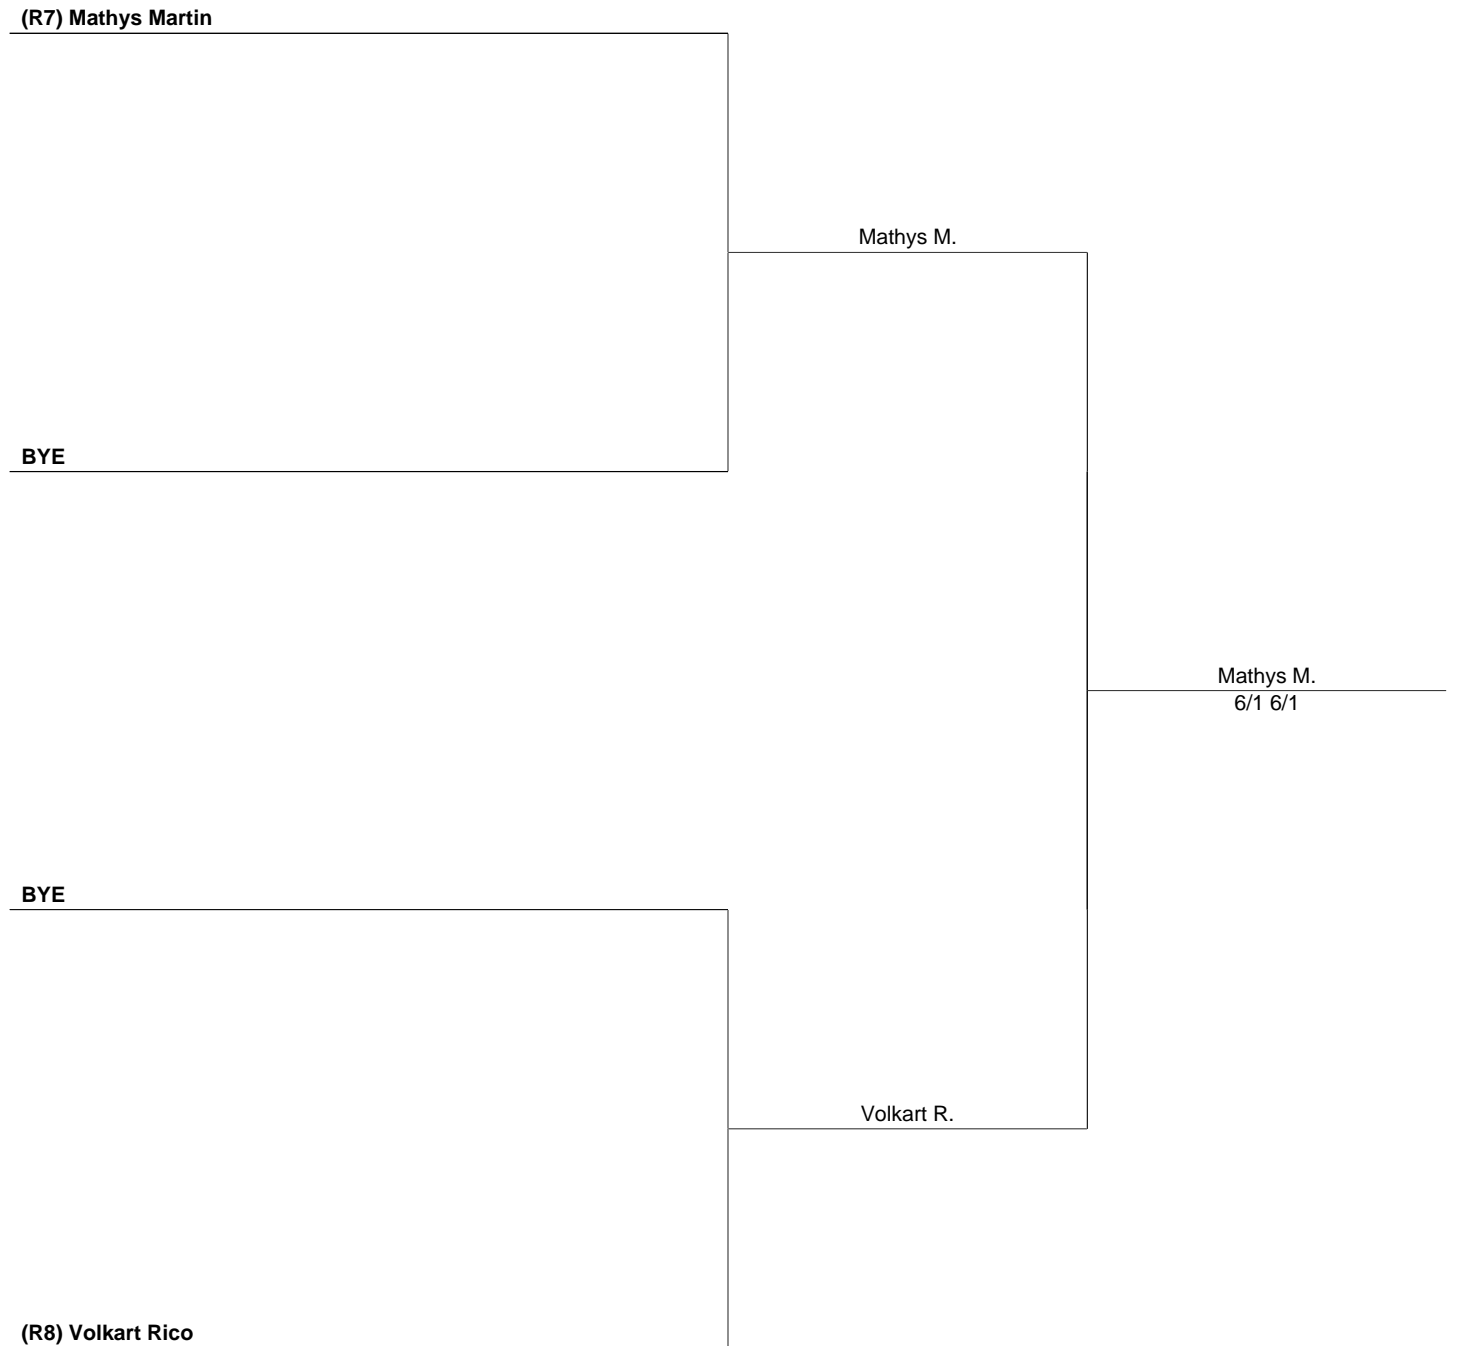 (R7) Mathys Martin
Mathys M.
BYE
Mathys M.
6/1 6/1
BYE
Volkart R.
(R8) Volkart Rico